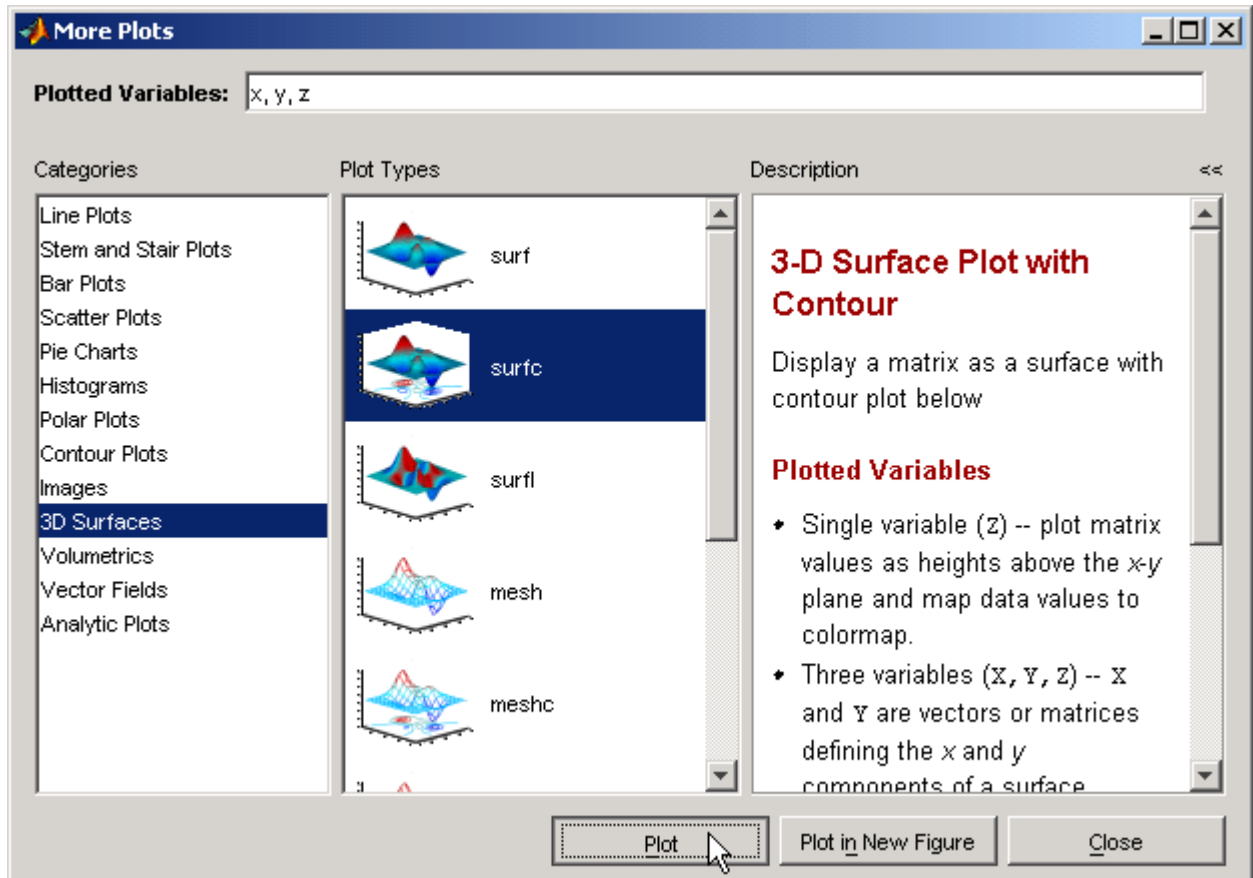 More Plots
Plotted Variables: x, y, z
Categories
Line Plots
Stem and Stair Plots
Bar Plots
Scatter Plots
Pie Charts
Histograms
Polar Plots
Contour Plots
Images
3D Surfaces
Volumetrics
Vector Fields
Analytic Plots
Plot Types
surf
surfc
surfl
mesh
meshc
Description
<<
3-D Surface Plot with
Contour
Display a matrix as a surface with
contour plot below
Plotted Variables
• Single variable (Z) -- plot matrix
values as heights above the x-y
plane and map data values to
colormap.
• Three variables (X, Y, Z) -- X
and Y are vectors or matrices
defining the x and y
components of a surface
Plot
Plot in New Figure
Close